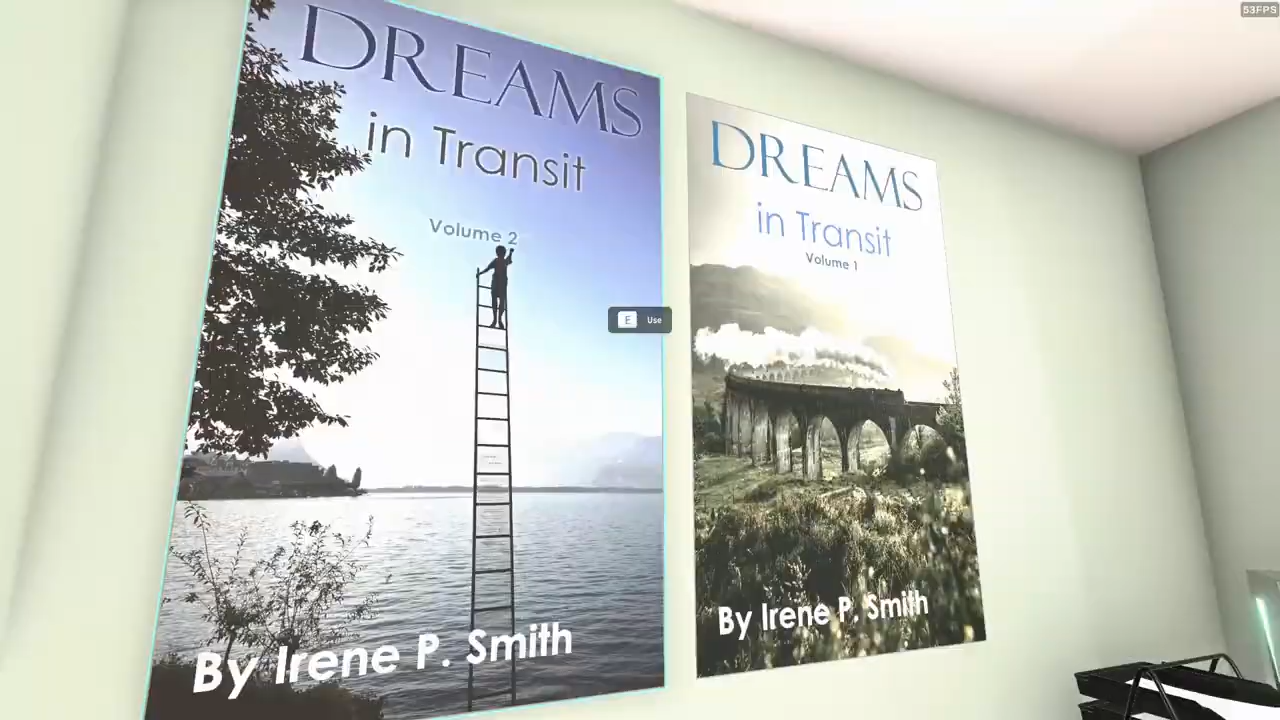 53FPS
DREAMS
in Transit
Volume 2
By Irene P. Smith
E Use
DREAMS
in Transit
Volume 1
By Irene P. Smith